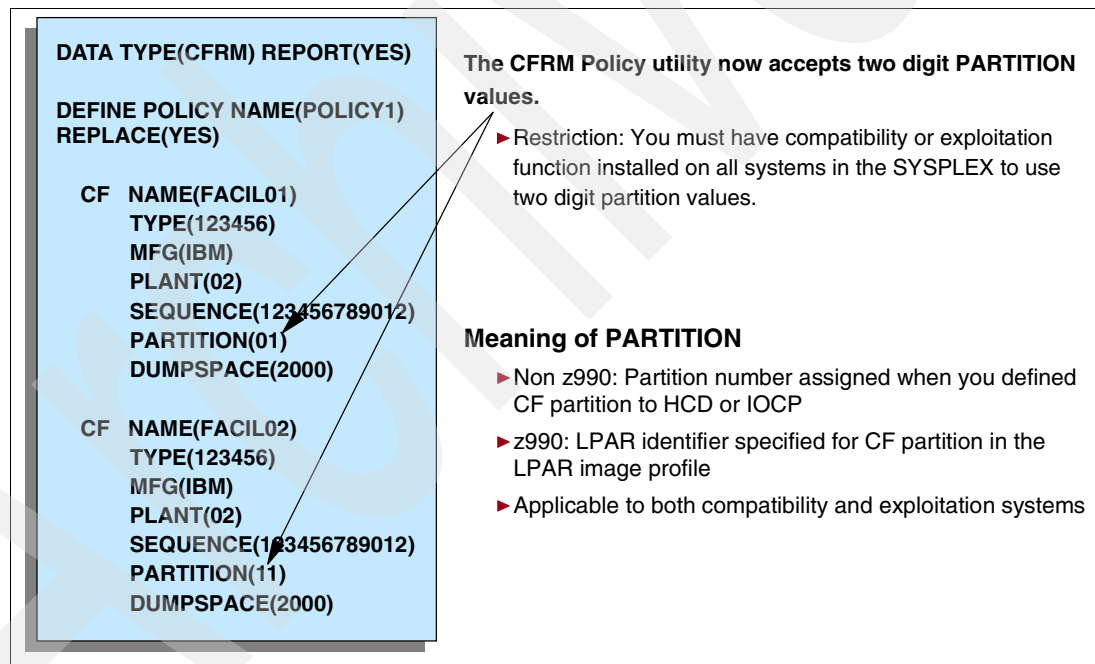 DATA TYPE(CFRM) REPORT(YES)
DEFINE POLICY NAME(POLICY1)
REPLACE(YES)
CF NAME(FACIL01)
TYPE(123456)
MFG(IBM)
PLANT(02)
SEQUENCE(123456789012)
PARTITION(01)
DUMPSPACE(2000)
CF NAME(FACIL02)
TYPE(123456)
MFG(IBM)
PLANT(02)
SEQUENCE(123456789012)
PARTITION(11)
DUMPSPACE(2000)
The CFRM Policy utility now accepts two digit PARTITION
values.
►Restriction: You must have compatibility or exploitation
function installed on all systems in the SYSPLEX to use
two digit partition values.
Meaning of PARTITION
►Non z990: Partition number assigned when you defined
CF partition to HCD or IOCP
►z990: LPAR identifier specified for CF partition in the
LPAR image profile
►Applicable to both compatibility and exploitation systems